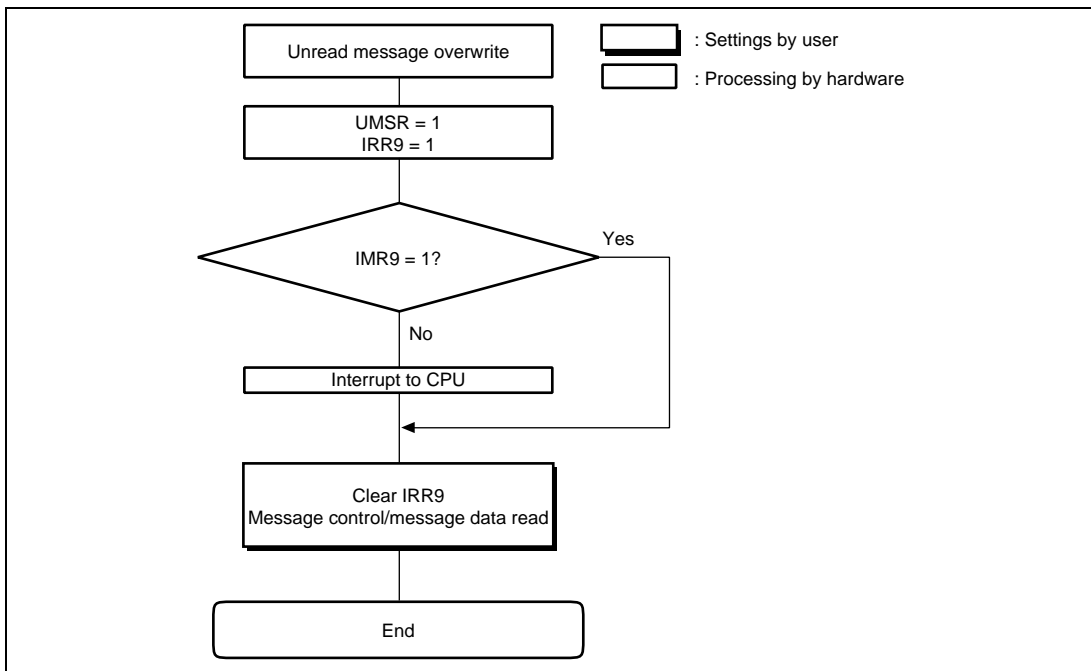 Unread message overwrite
: Settings by user
: Processing by hardware
UMSR = 1
IRR9 = 1
IMR9 = 1?
Yes
No
Interrupt to CPU
Clear IRR9
Message control/message data read
End